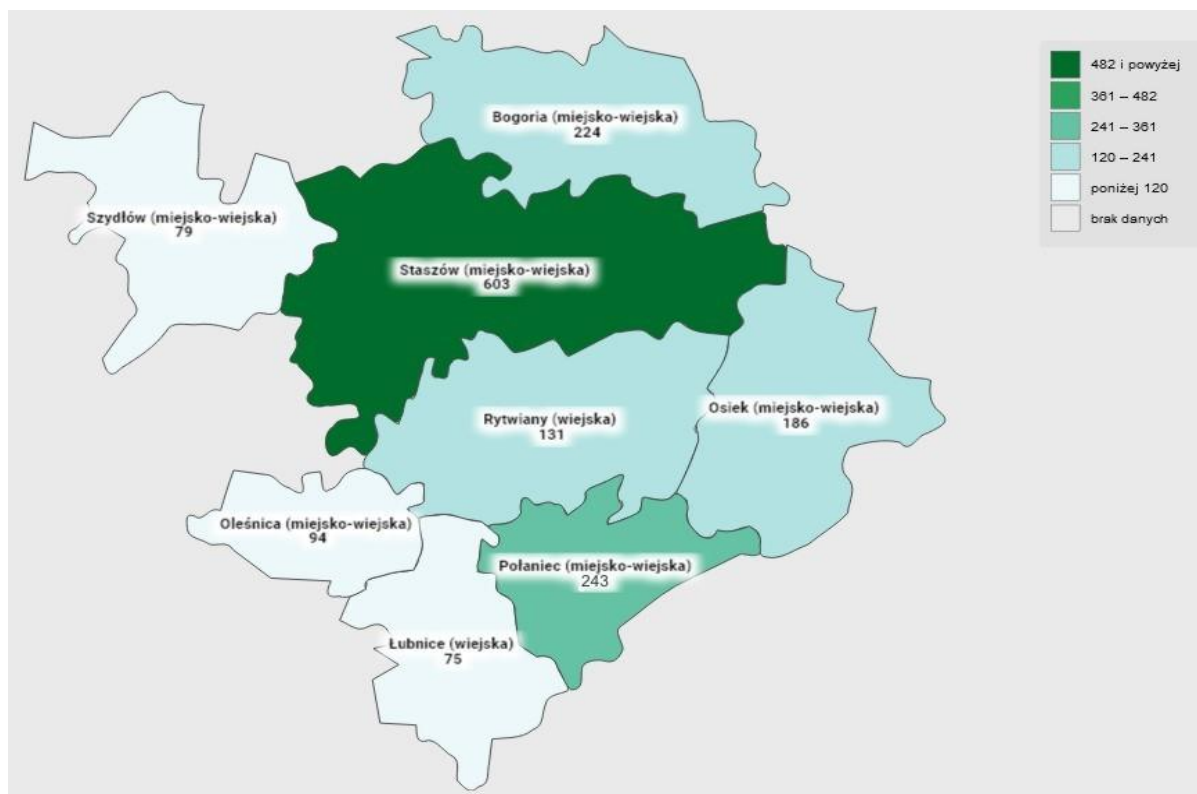 482 i powyżej
361 – 482
241 – 361
120 – 241
poniżej 120
brak danych
Bogoria (miejsko-wiejska)
224
Szydłów (miejsko-wiejska)
79
Staszów (miejsko-wiejska)
603
Rytwiany (wiejska)
131
Osiek (miejsko-wiejska)
186
Oleśnica (miejsko-wiejska)
94
Połaniec (miejsko-wiejska)
243
Łubnice (wiejska)
75